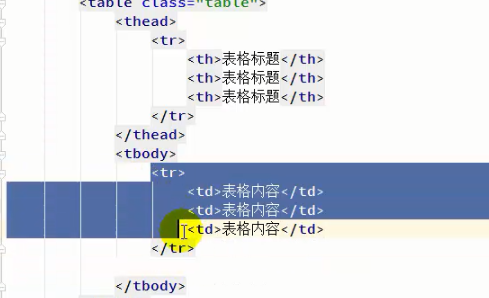 <table class="table">
<thead>
<tr>
<th>表格标题</th>
<th>表格标题</th>
<th>表格标题</th>
</tr>
</thead>
<tbody>
<tr>
<td>表格内容</td>
<td>表格内容</td>
<td>表格内容</td>
</tr>
</tbody>